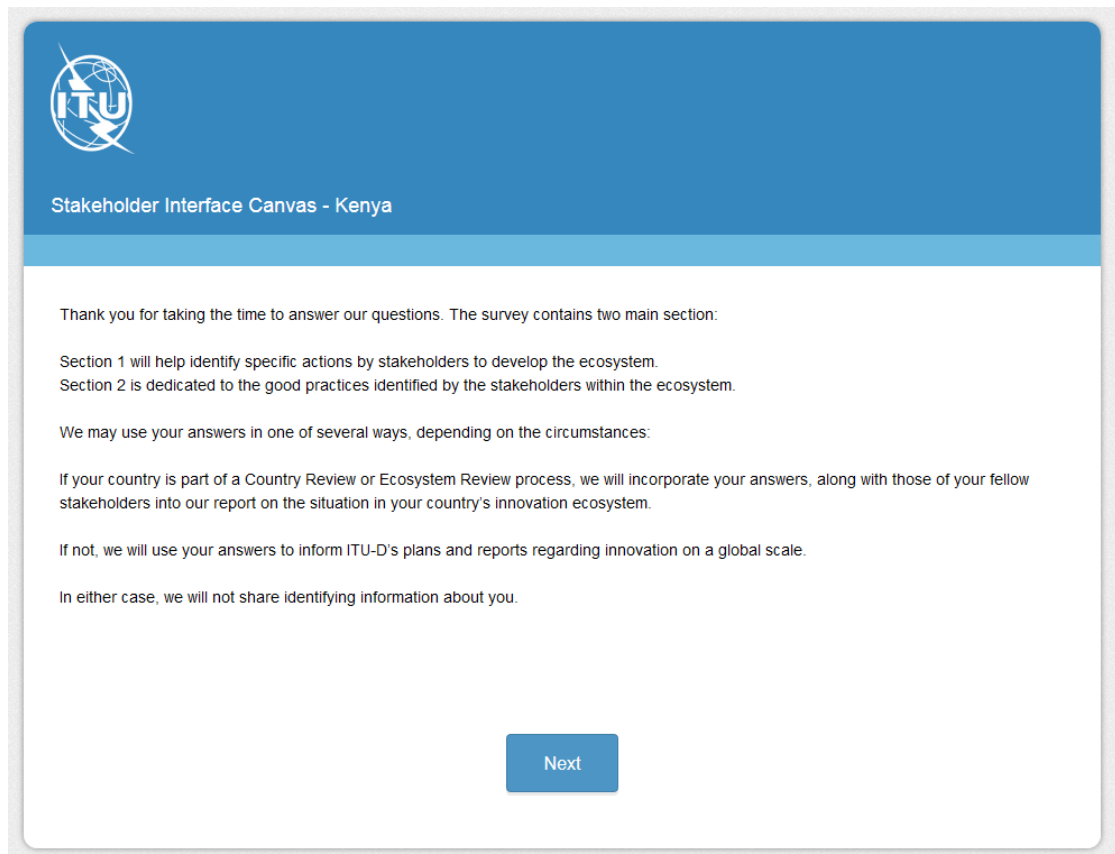 ITU
Stakeholder Interface Canvas - Kenya
Thank you for taking the time to answer our questions. The survey contains two main section:
Section 1 will help identify specific actions by stakeholders to develop the ecosystem.
Section 2 is dedicated to the good practices identified by the stakeholders within the ecosystem.
We may use your answers in one of several ways, depending on the circumstances:
If your country is part of a Country Review or Ecosystem Review process, we will incorporate your answers, along with those of your fellow
stakeholders into our report on the situation in your country's innovation ecosystem.
If not, we will use your answers to inform ITU-D's plans and reports regarding innovation on a global scale.
In either case, we will not share identifying information about you.
Next